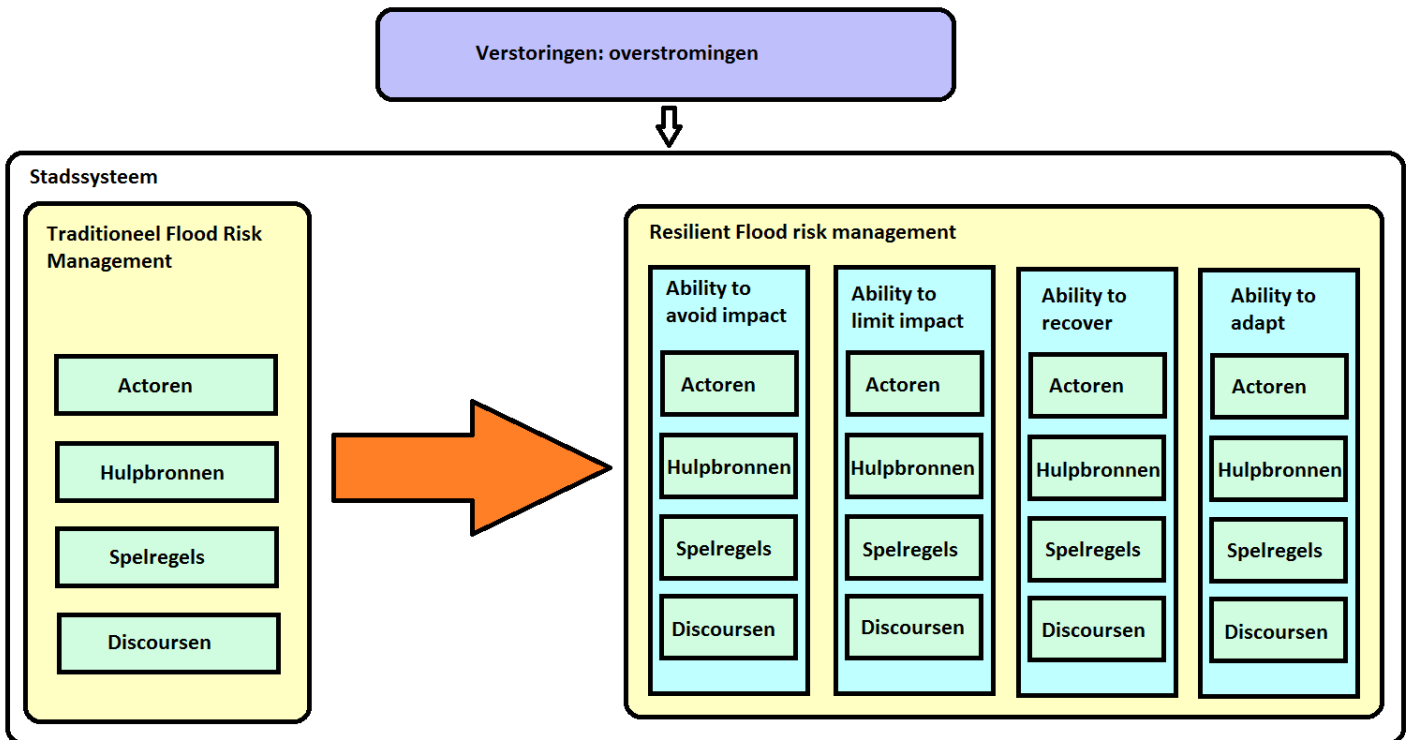 Verstoringen: overstromingen
Stadssysteem
Traditioneel Flood Risk
Management
Actoren
Hulpbronnen
Spelregels
Discoursen
Resilient Flood risk management
Ability to
avoid impact
Actoren
Hulpbronnen
Spelregels
Discoursen
Ability to
limit impact
Actoren
Hulpbronnen
Spelregels
Discoursen
Ability to
recover
Actoren
Hulpbronnen
Spelregels
Discoursen
Ability to
adapt
Actoren
Hulpbronnen
Spelregels
Discoursen